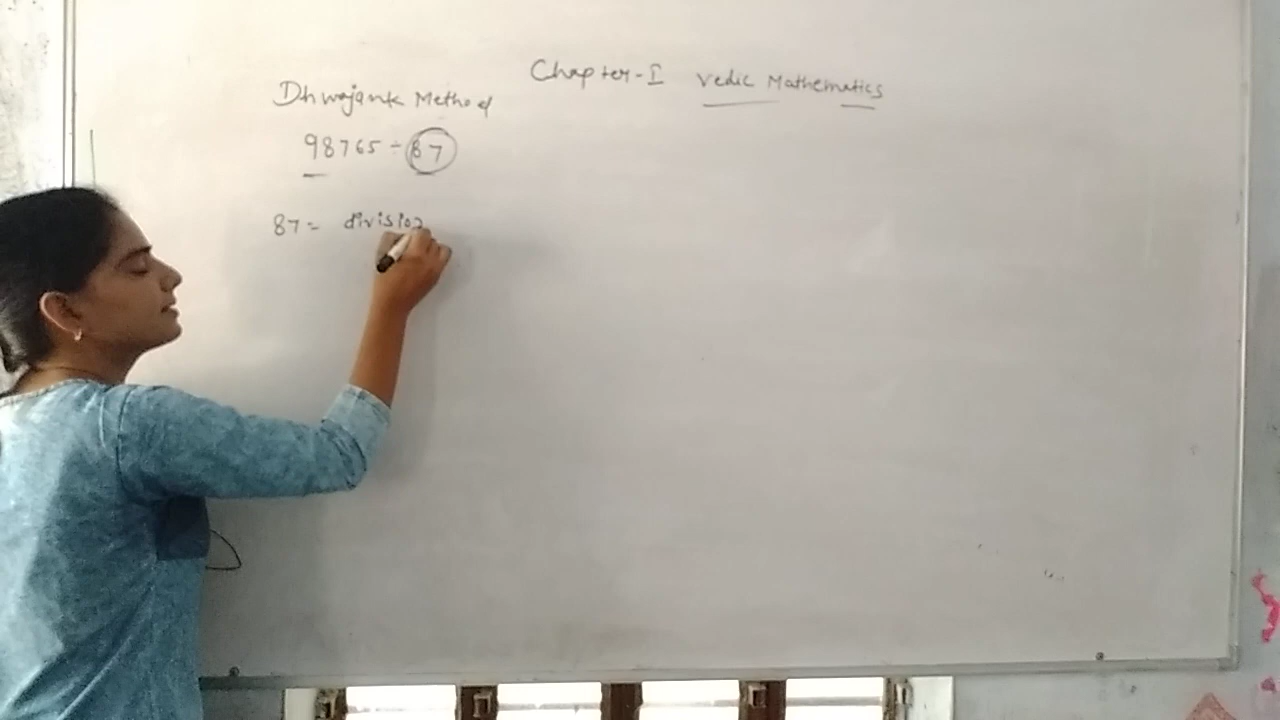 Chapter-I Vedic Mathematics
Dhwajank Method
98765 ÷ 87
87 = division